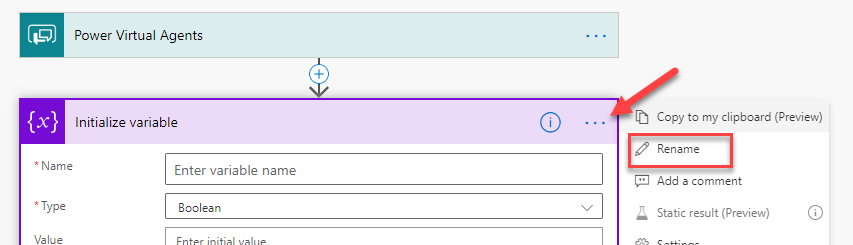 Power Virtual Agents
Initialize variable
Copy to my clipboard (Preview)
Rename
Add a comment
Static result (Preview)
Settings
* Name
Enter variable name
* Type
Boolean
Value
Enter initial value